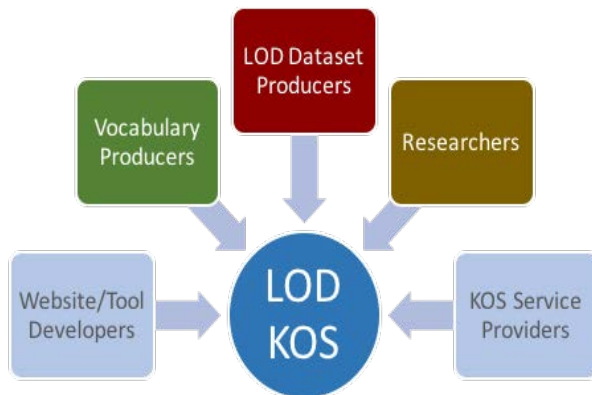 LOD Dataset
Producers
Vocabulary
Producers
Researchers
Website/Tool
Developers
LOD
KOS
KOS Service
Providers